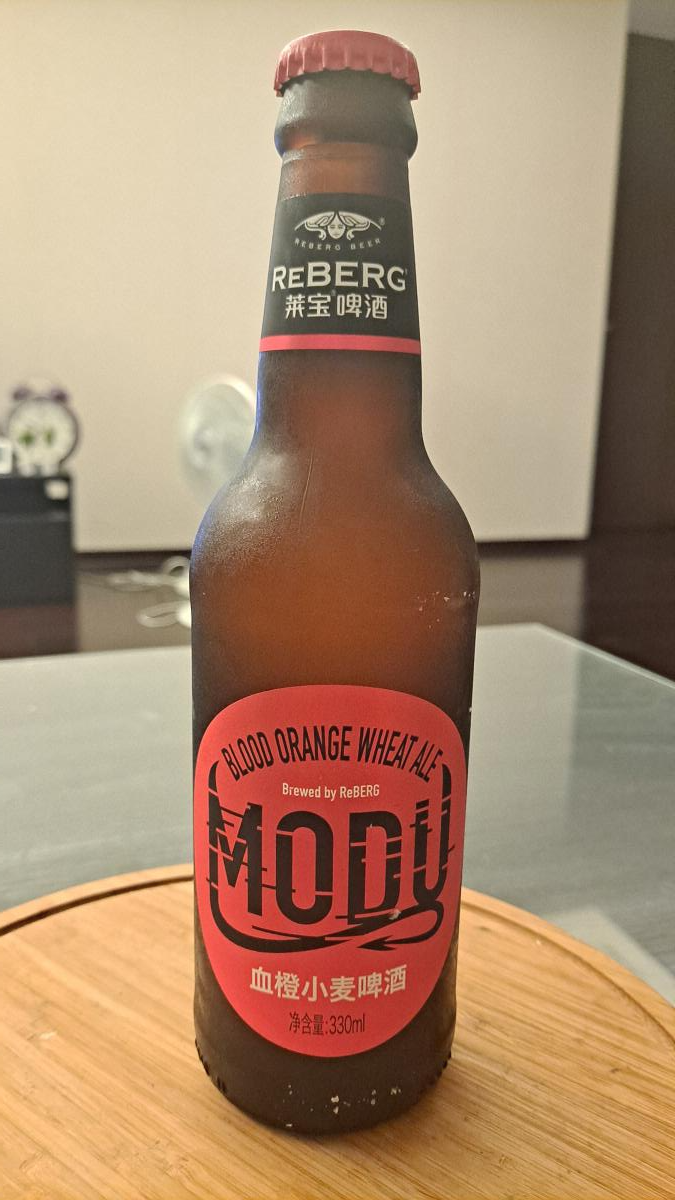 REBERG BEER
REBERG
莱宝啤酒
BLOOD ORANGE WHEAT ALE
Brewed by ReBERG
MODU
血橙小麦啤酒
净含量:330ml